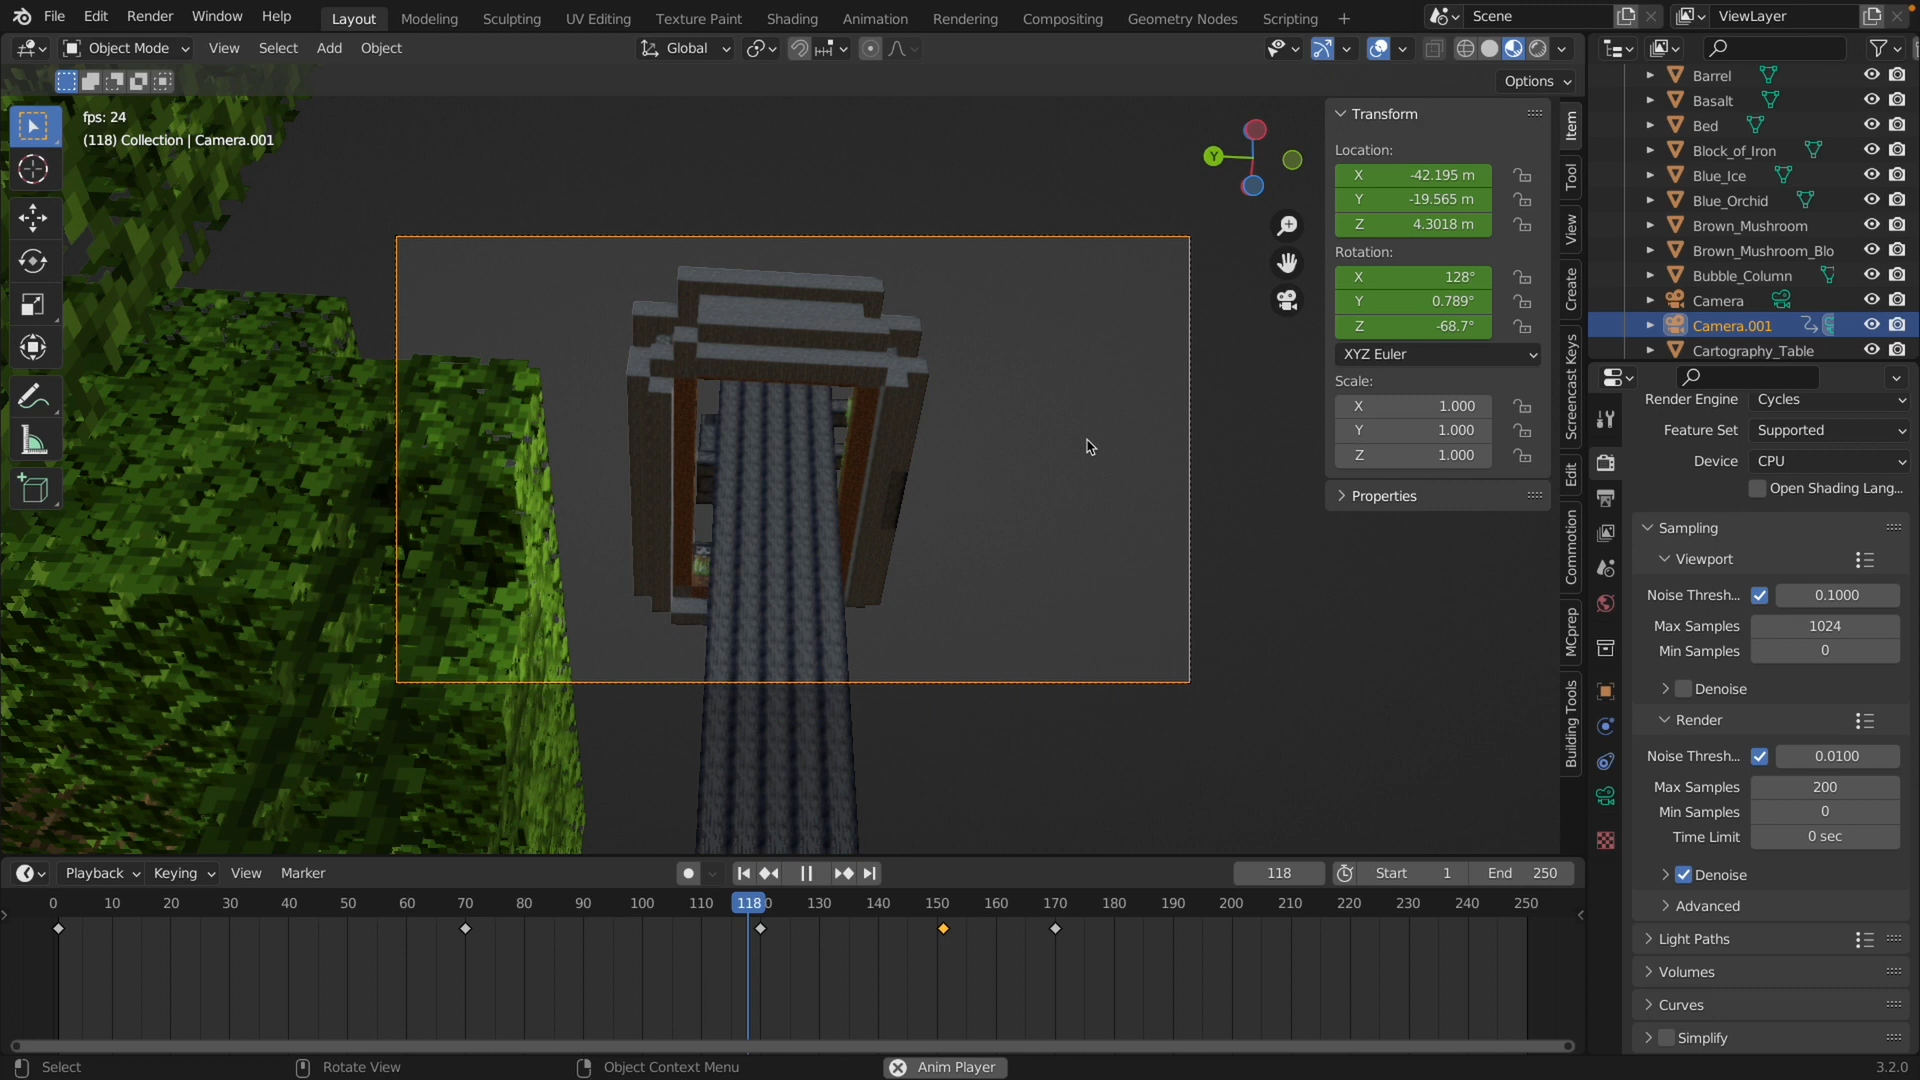 File Edit Render Window Help Layout Modeling Sculpting UV Editing Texture Paint Shading Animation Rendering Compositing Geometry Nodes Scripting + Scene ViewLayer
Object Mode View Select Add Object Global
Options
fps: 24
(118) Collection | Camera.001
Y
Transform
Location:
X -42.195 m
Y -19.565 m
Z 4.3018 m
Rotation:
X 128°
Y 0.789°
Z -68.7°
XYZ Euler
Scale:
X 1.000
Y 1.000
Z 1.000
Properties
Item
Tool
View
Create
Screencast Keys
Edit
Commotion
MCprep
Building Tools
Barrel
Basalt
Bed
Block_of_Iron
Blue_Ice
Blue_Orchid
Brown_Mushroom
Brown_Mushroom_Blo
Bubble_Column
Camera
Camera.001
Cartography_Table
Render Engine Cycles
Feature Set Supported
Device CPU
Open Shading Lang...
Sampling
Viewport
Noise Thresh... 0.1000
Max Samples 1024
Min Samples 0
Denoise
Render
Noise Thresh... 0.0100
Max Samples 200
Min Samples 0
Time Limit 0 sec
Denoise
Advanced
Light Paths
Volumes
Curves
Simplify
Playback Keying View Marker 118 Start 1 End 250
0 10 20 30 40 50 60 70 80 90 100 110 118 130 140 150 160 170 180 190 200 210 220 230 240 250
Select Rotate View Object Context Menu Anim Player 3.2.0